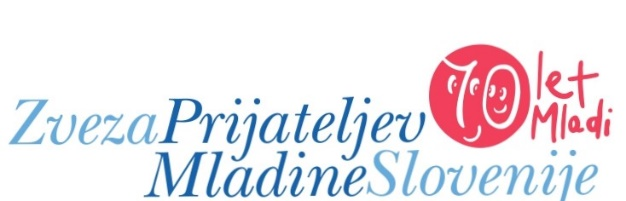 ZvezaPrijateljev
MladineSlovenije
70 let
Mladi